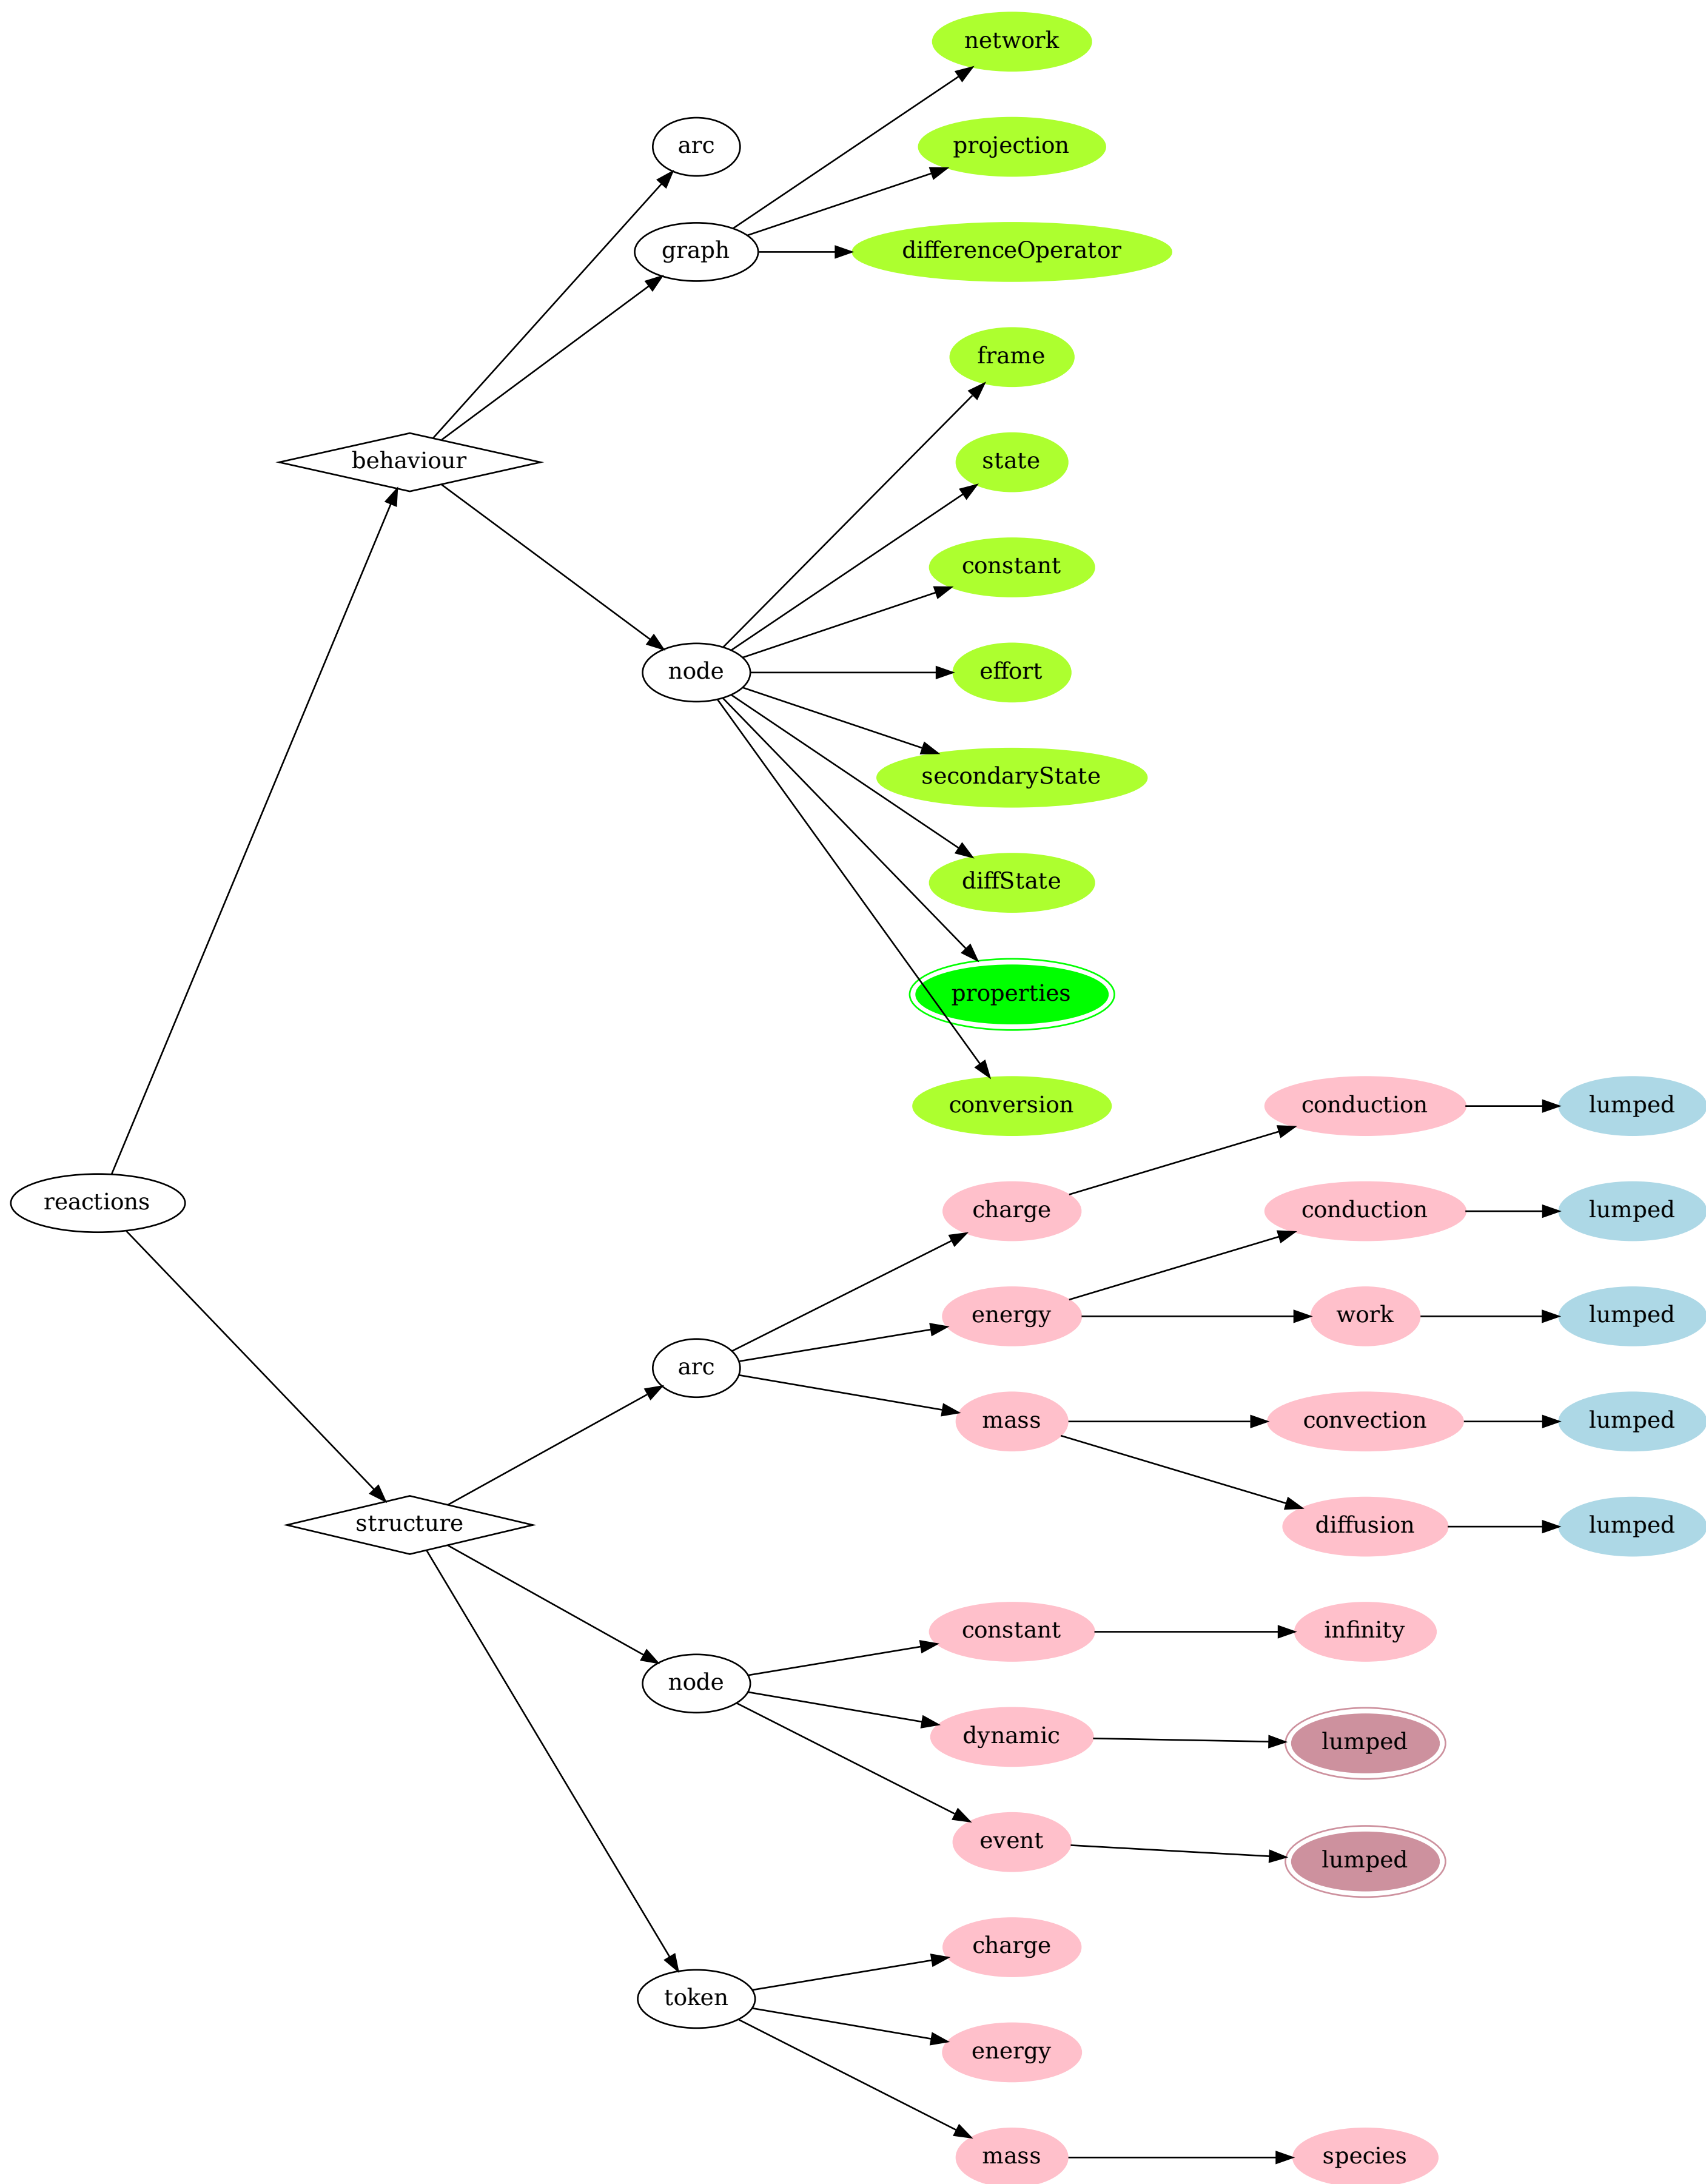 network
arc
projection
graph
differenceOperator
frame
behaviour
state
constant
node
effort
secondaryState
diffState
properties
conversion
conduction
lumped
reactions
charge
conduction
lumped
energy
work
lumped
arc
mass
convection
lumped
structure
diffusion
lumped
constant
infinity
node
dynamic
lumped
event
lumped
charge
token
energy
mass
species